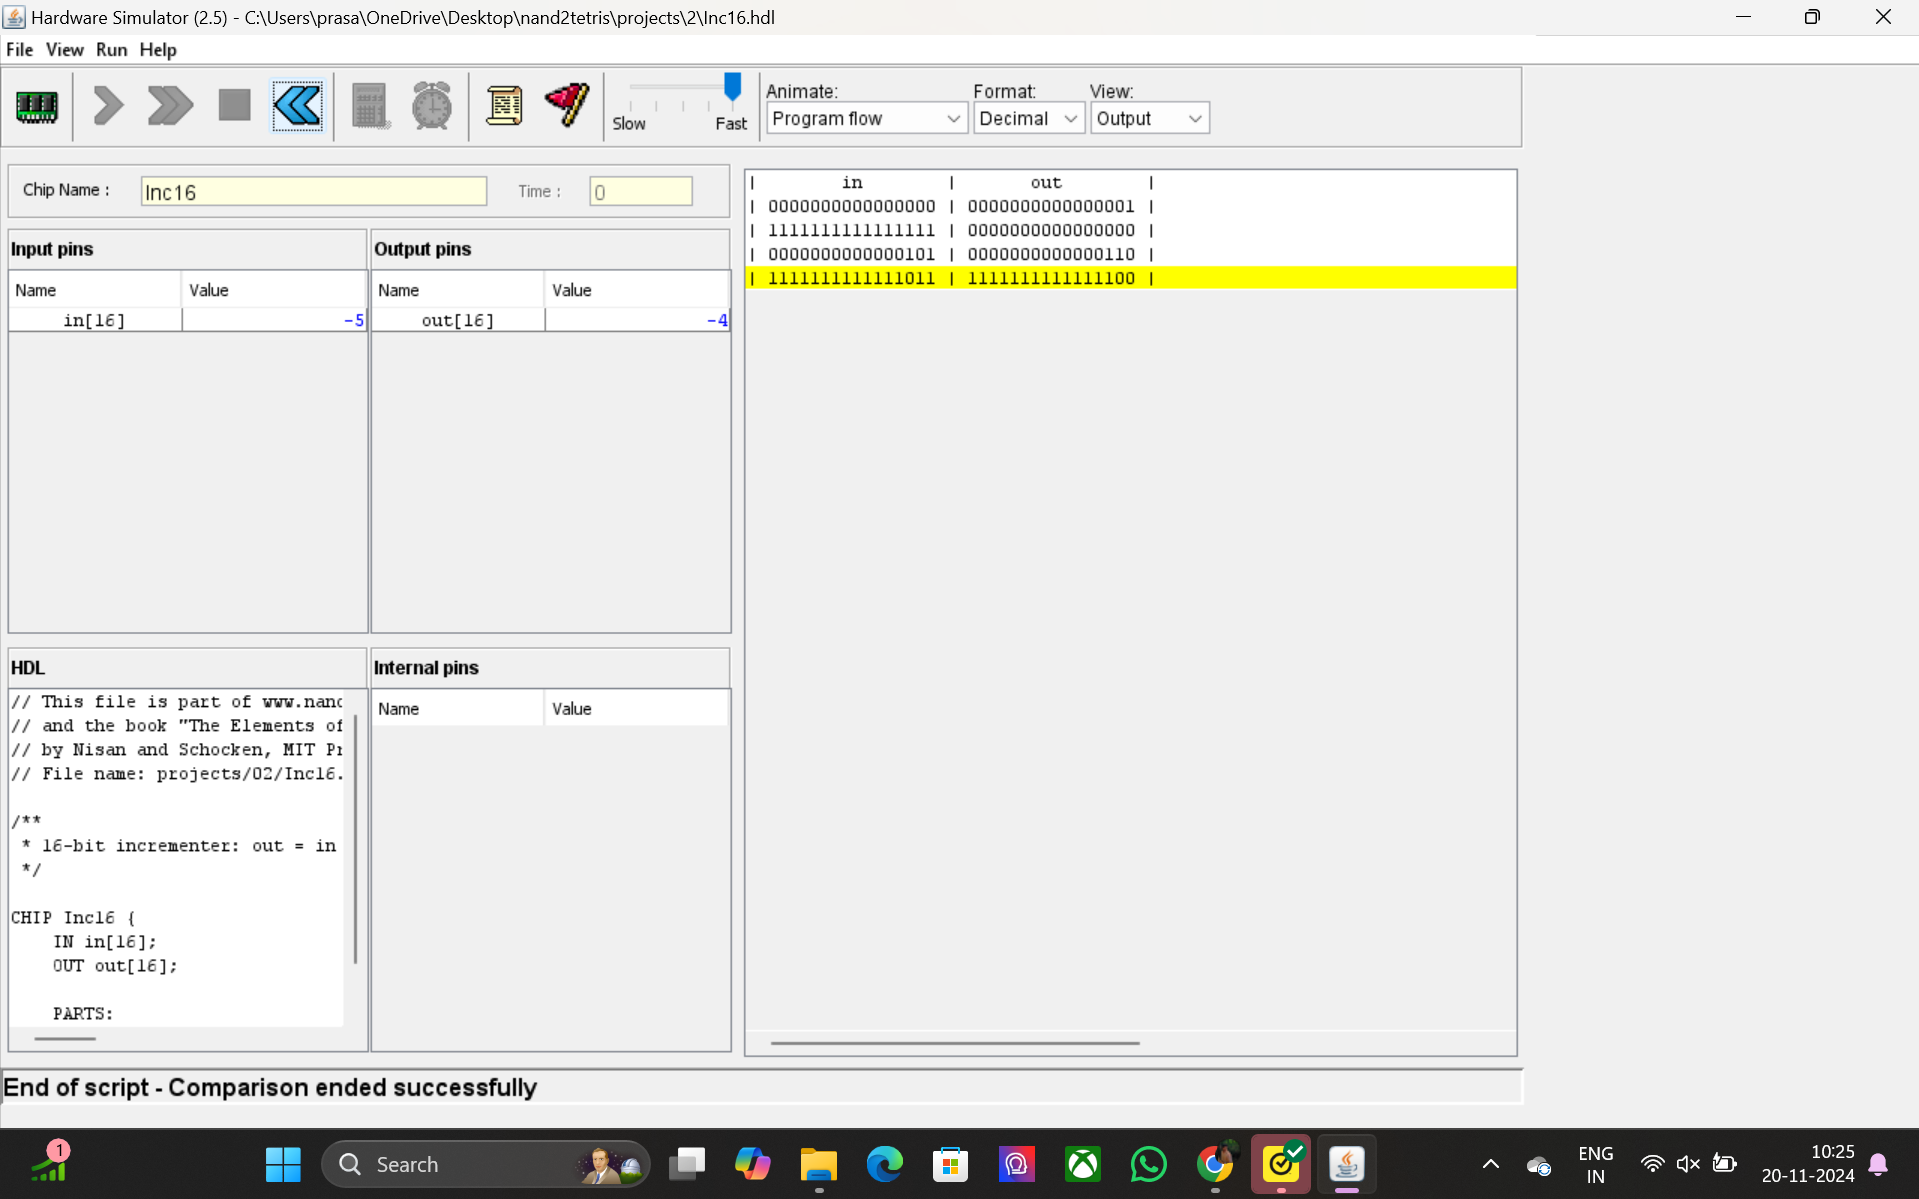 Hardware Simulator (2.5) - C:\Users\prasa\OneDrive\Desktop\nand2tetris\projects\2\Inc16.hdl
File View Run Help
Slow Fast
Animate: Format: View:
Program flow Decimal Output
Chip Name : Inc16 Time : 0
Input pins
Name Value
in[16] -5
Output pins
Name Value
out[16] -4
| in | out |
| 0000000000000000 | 0000000000000001 |
| 1111111111111111 | 0000000000000000 |
| 0000000000000101 | 0000000000000110 |
| 1111111111111011 | 1111111111111100 |
HDL
// This file is part of www.nand
// and the book "The Elements of
// by Nisan and Schocken, MIT Pr
// File name: projects/02/Inc16.
/**
* 16-bit incrementer: out = in
*/
CHIP Inc16 {
IN in[16];
OUT out[16];
PARTS:
Internal pins
Name Value
End of script - Comparison ended successfully
1
Search
ENG
IN
10:25
20-11-2024